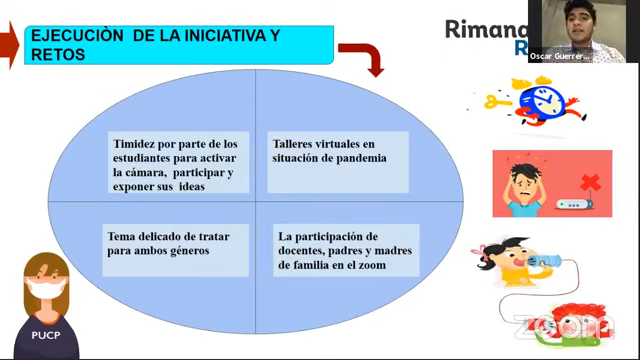 EJECUCIÒN DE LA INICIATIVA Y
RETOS
Rimana
R
Oscar Guerrer...
Timidez por parte de los
estudiantes para activar
la cámara, participar y
exponer sus ideas
Talleres virtuales en
situación de pandemia
Tema delicado de tratar
para ambos géneros
La participación de
docentes, padres y madres
de familia en el zoom
PUCP
zoom